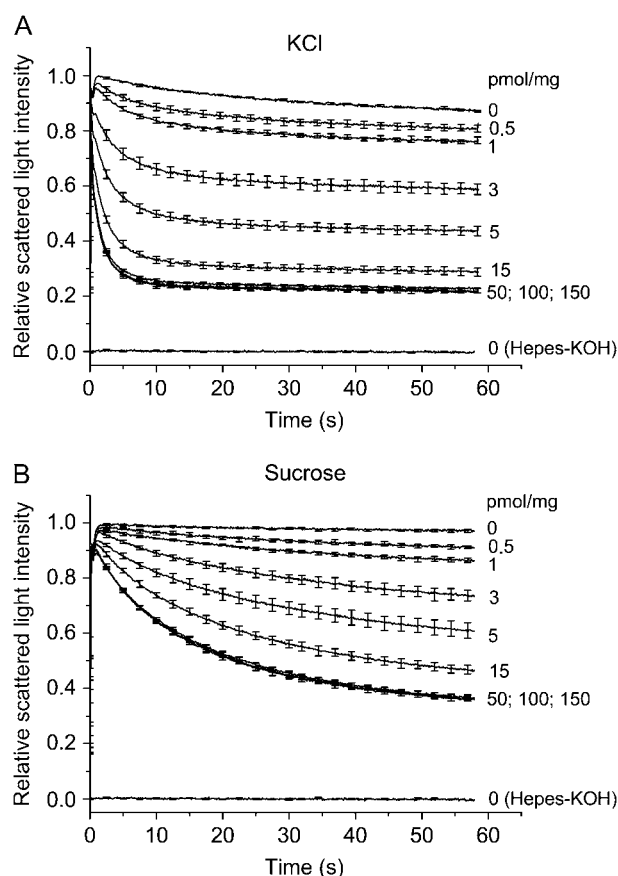 A
KCl
Relative scattered light intensity
1.0
0.8
0.6
0.4
0.2
0.0
pmol/mg
0
0.5
1
3
5
15
50; 100; 150
0 (Hepes-KOH)
0 10 20 30 40 50 60
Time (s)
B
Sucrose
Relative scattered light intensity
1.0
0.8
0.6
0.4
0.2
0.0
pmol/mg
0
0.5
1
3
5
15
50; 100; 150
0 (Hepes-KOH)
0 10 20 30 40 50 60
Time (s)